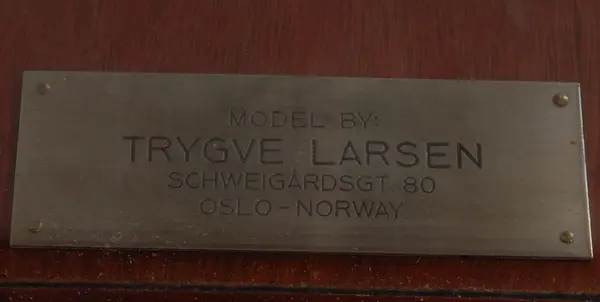 MODEL BY:
TRYGVE LARSEN
SCHWEIGÅRDSGT. 80
OSLO - NORWAY